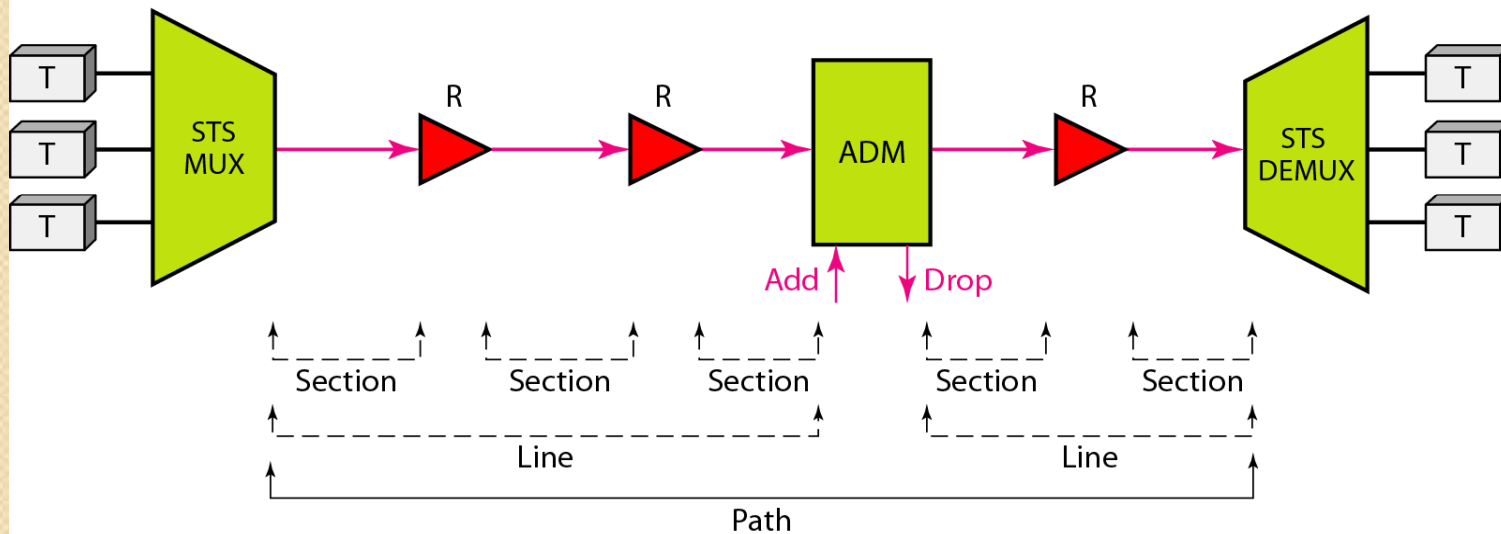 T
T
T
STS
MUX
R
R
ADM
Add
Drop
R
STS
DEMUX
T
T
T
Section
Section
Section
Section
Section
Line
Line
Path